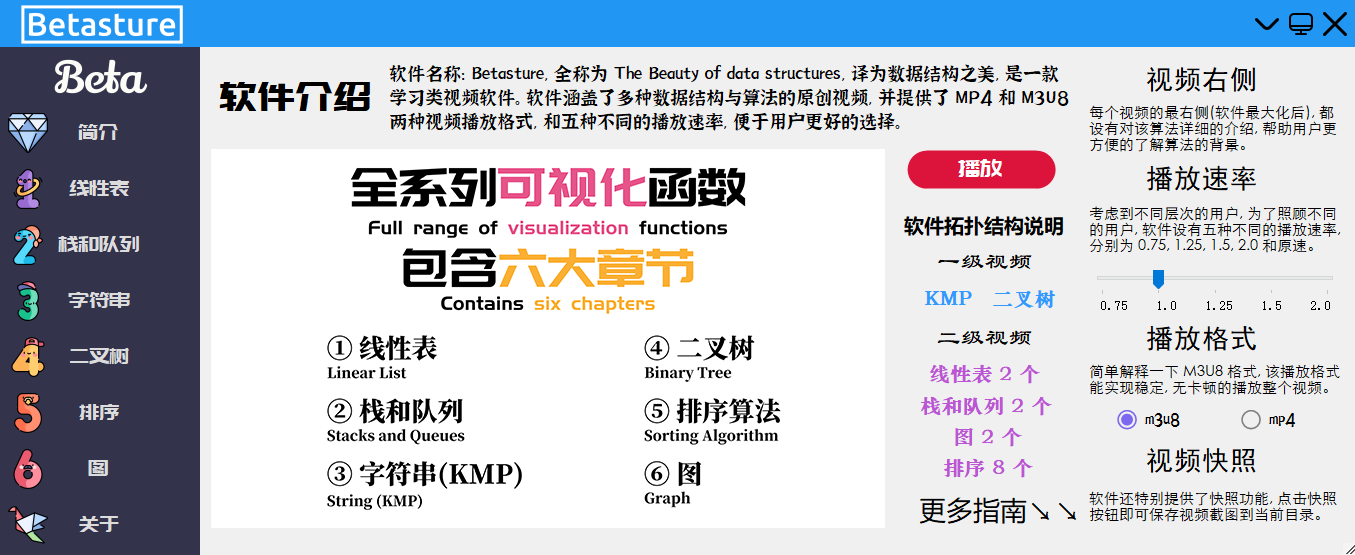 Betasture
Beta
简介
线性表
栈和队列
字符串
二叉树
排序
图
关于
软件介绍
软件名称: Betasture, 全称为 The Beauty of data structures, 译为数据结构之美, 是一款
学习类视频软件。软件涵盖了多种数据结构与算法的原创视频, 并提供了 MP4 和 M3U8
两种视频播放格式, 和五种不同的播放速率, 便于用户更好的选择。
全系列可视化函数
Full range of visualization functions
包含六大章节
Contains six chapters
① 线性表
Linear List
② 栈和队列
Stacks and Queues
③ 字符串(KMP)
String (KMP)
④ 二叉树
Binary Tree
⑤ 排序算法
Sorting Algorithm
⑥ 图
Graph
播放
软件拓扑结构说明
一级视频
KMP 二叉树
二级视频
线性表 2 个
栈和队列 2 个
图 2 个
排序 8 个
更多指南↘↘
视频右侧
每个视频的最右侧(软件最大化后), 都
设有对该算法详细的介绍, 帮助用户更
方便的了解算法的背景。
播放速率
考虑到不同层次的用户, 为了照顾不同
的用户, 软件设有五种不同的播放速率,
分别为 0.75, 1.25, 1.5, 2.0 和原速。
0.75 1.0 1.25 1.5 2.0
播放格式
简单解释一下 M3U8 格式, 该播放格式
能实现稳定, 无卡顿的播放整个视频。
m3u8 mp4
视频快照
软件还特别提供了快照功能, 点击快照
按钮即可保存视频截图到当前目录。